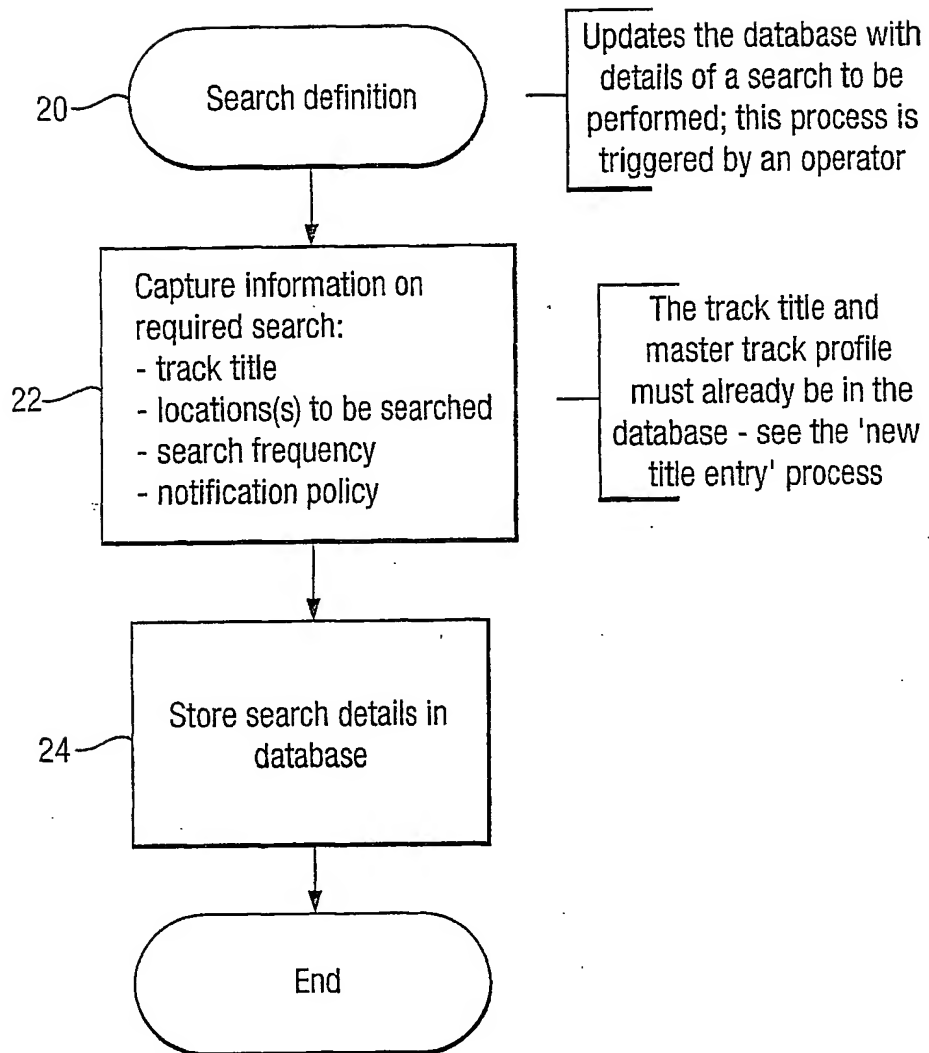 20
Search definition
Updates the database with
details of a search to be
performed; this process is
triggered by an operator
22
Capture information on
required search:
- track title
- locations(s) to be searched
- search frequency
- notification policy
The track title and
master track profile
must already be in the
database - see the 'new
title entry' process
24
Store search details in
database
End